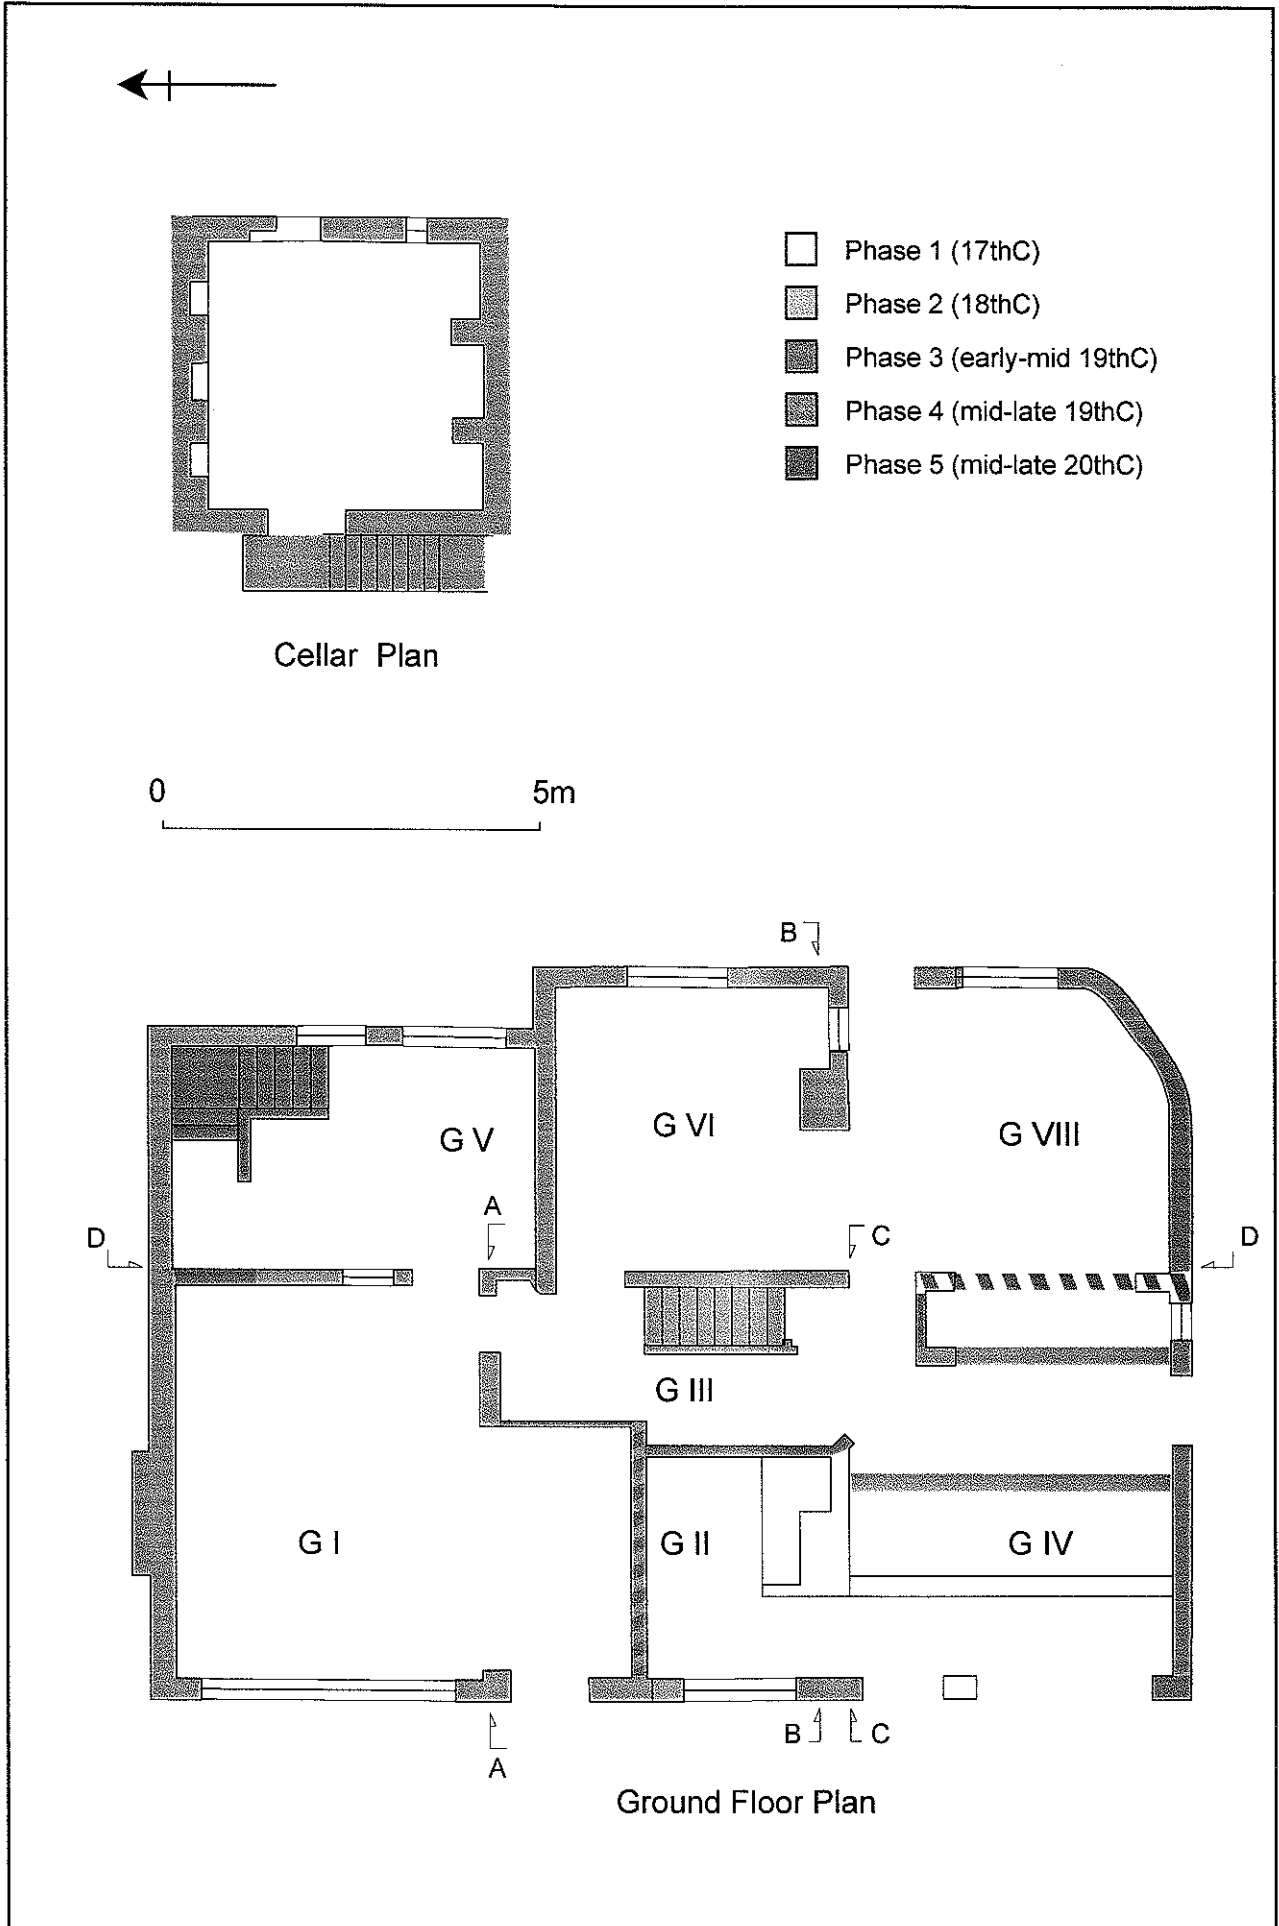 Phase 1 (17thC)
Phase 2 (18thC)
Phase 3 (early-mid 19thC)
Phase 4 (mid-late 19thC)
Phase 5 (mid-late 20thC)
Cellar Plan
0 5m
B
G V
G VI
G VIII
A
D
C
D
G III
G I
G II
G IV
B
C
A
Ground Floor Plan